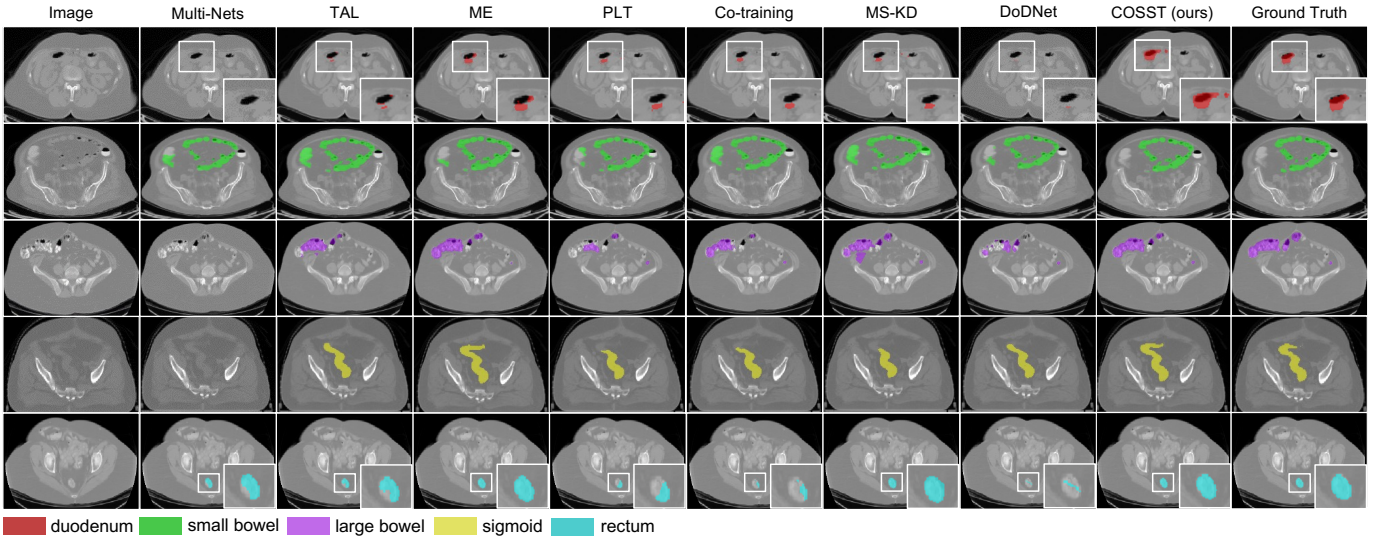 Image Multi-Nets TAL ME PLT Co-training MS-KD DoDNet COSST (ours) Ground Truth
duodenum small bowel large bowel sigmoid rectum